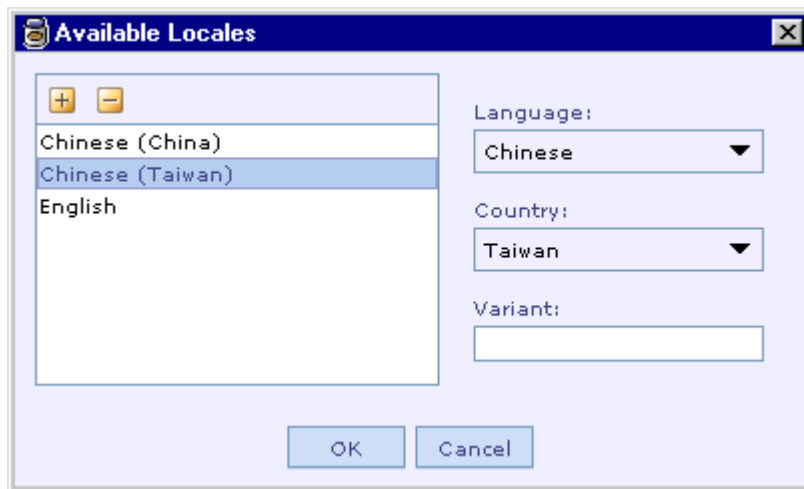 Available Locales
Chinese (China)
Chinese (Taiwan)
English
Language:
Chinese
Country:
Taiwan
Variant:
OK
Cancel